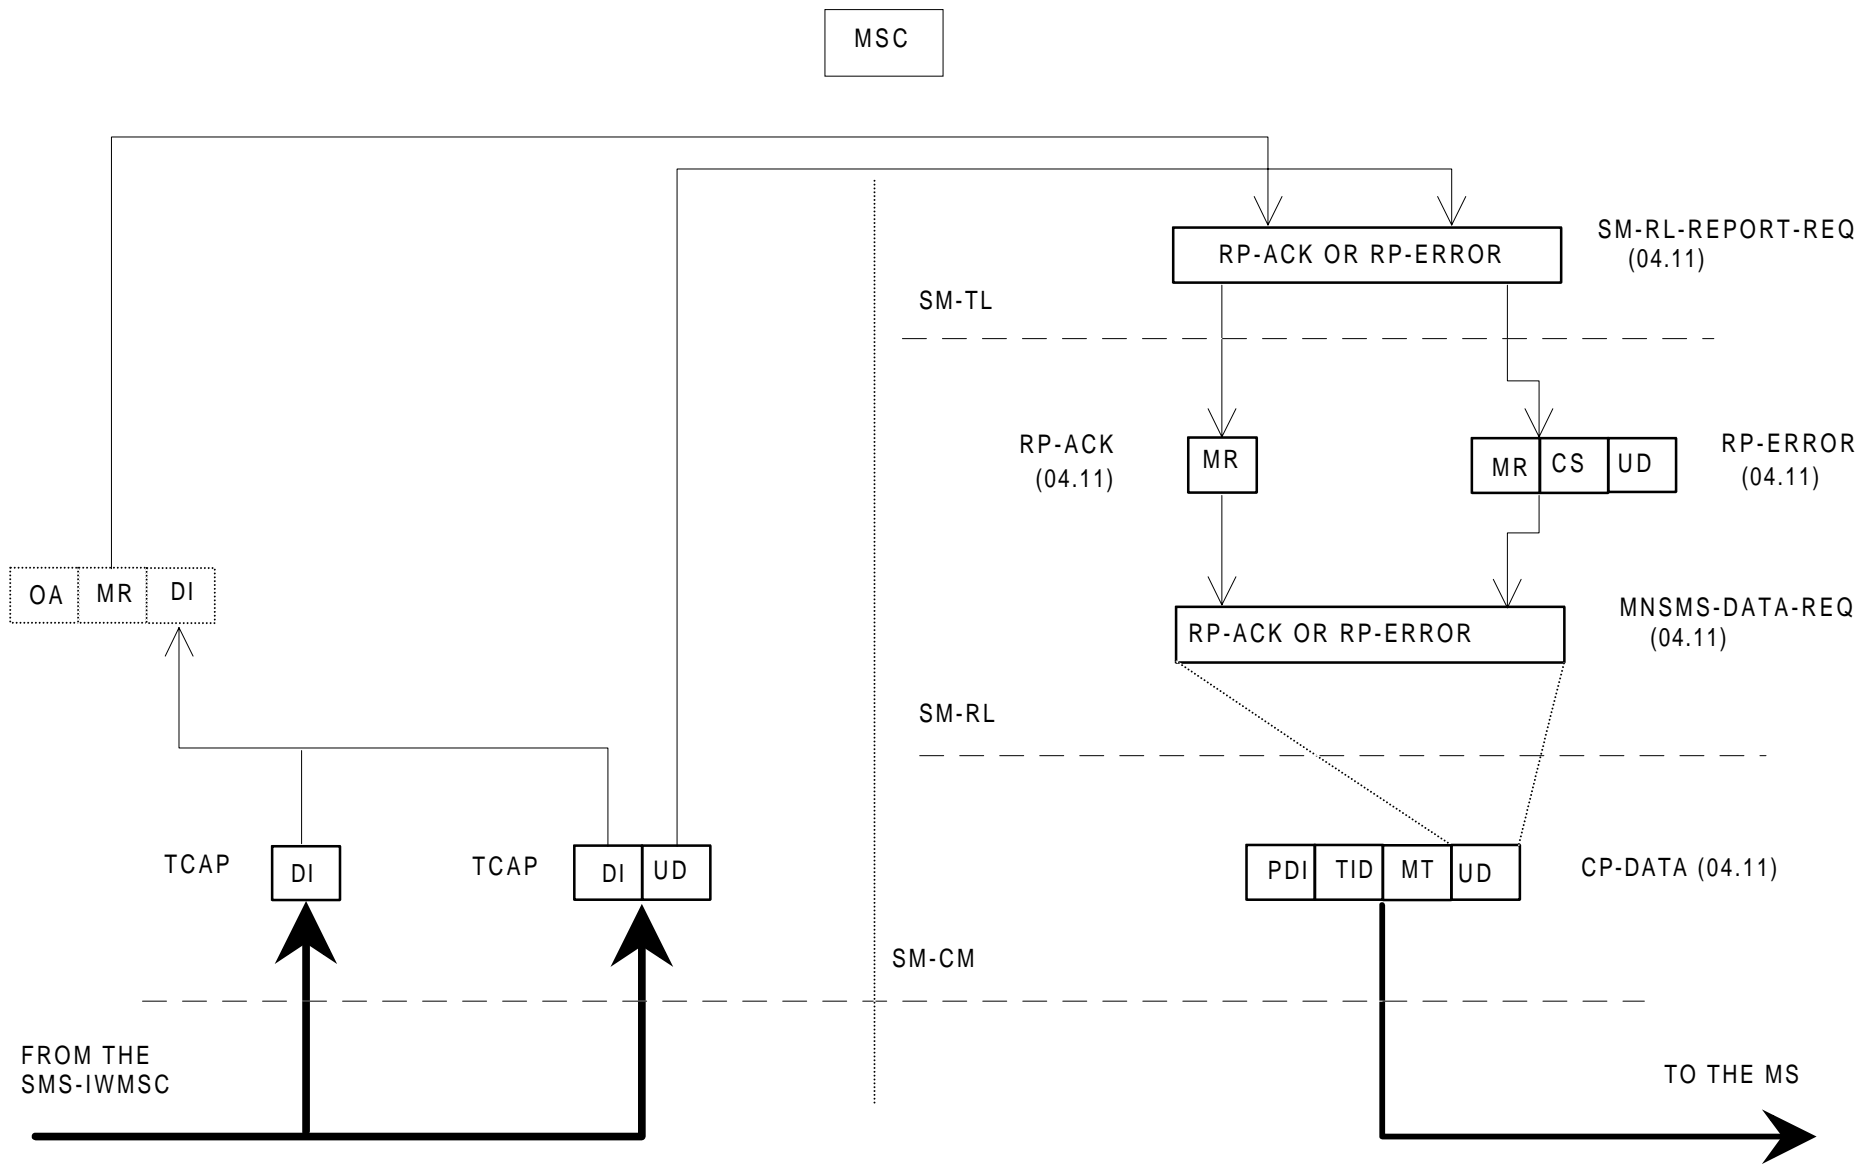 MSC
SM-RL-REPORT-REQ
(04.11)
RP-ACK OR RP-ERROR
SM-TL
RP-ACK
(04.11)
MR
MR CS UD
RP-ERROR
(04.11)
OA MR DI
MNSMS-DATA-REQ
(04.11)
RP-ACK OR RP-ERROR
SM-RL
TCAP
DI
TCAP
DI UD
PDI TID MT UD
CP-DATA (04.11)
SM-CM
FROM THE
SMS-IWMSC
TO THE MS